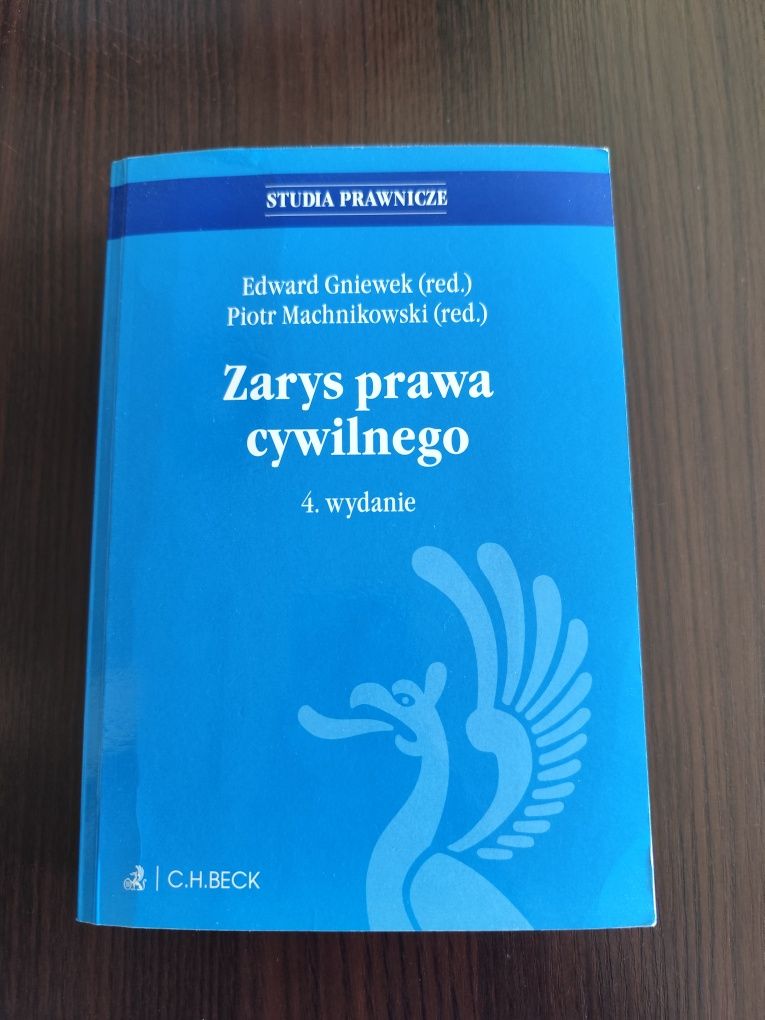 STUDIA PRAWNICZE
Edward Gniewek (red.)
Piotr Machnikowski (red.)
Zarys prawa
cywilnego
4. wydanie
C.H.BECK